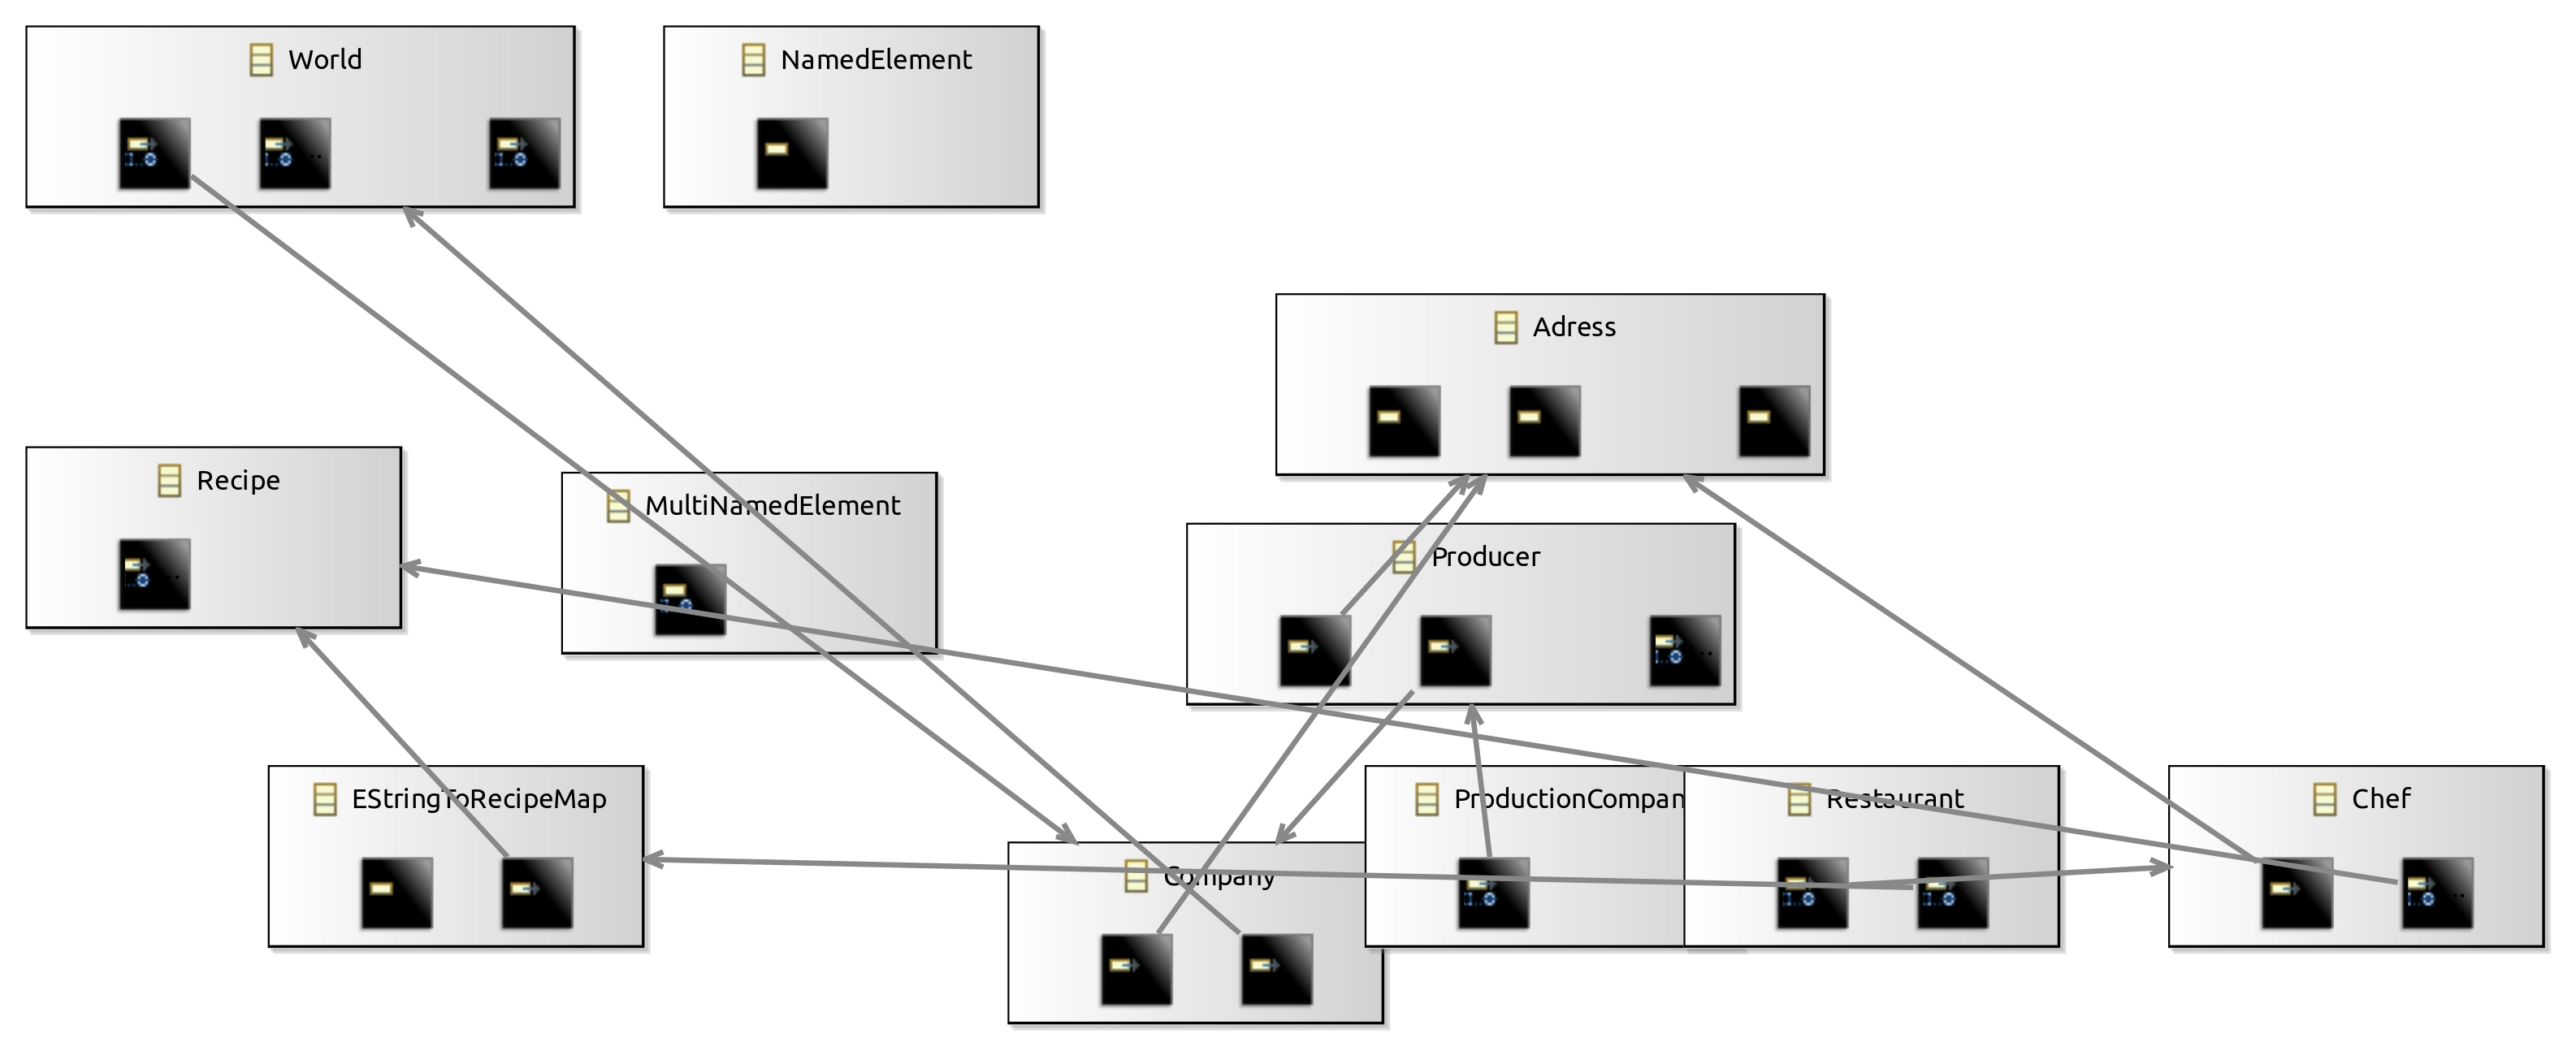 World
NamedElement
Adress
Recipe
MultiNamedElement
Producer
EStringToRecipeMap
ProductionCompan
Restaurant
Chef
Company